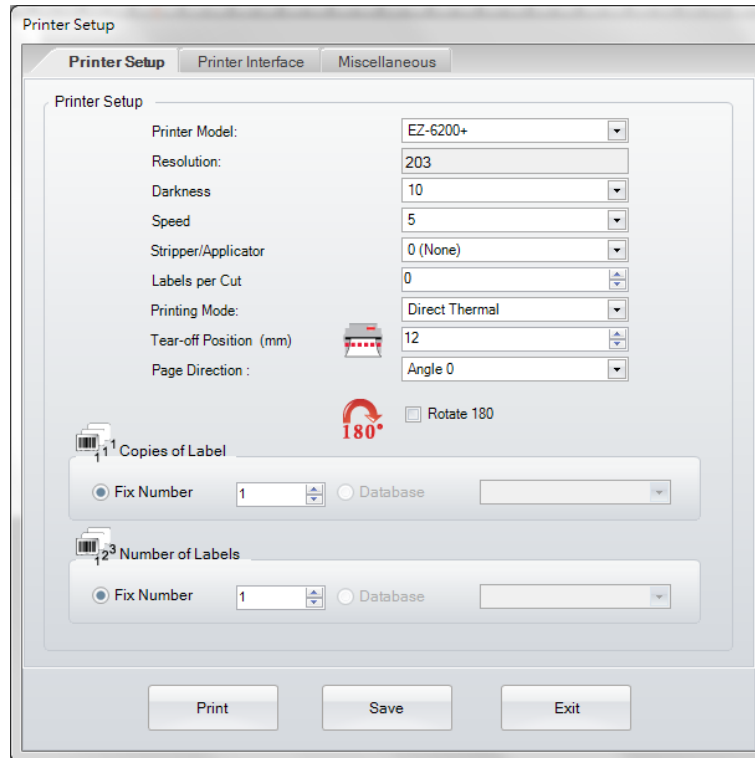 Printer Setup
Printer Setup Printer Interface Miscellaneous
Printer Setup
Printer Model: EZ-6200+
Resolution: 203
Darkness 10
Speed 5
Stripper/Applicator 0 (None)
Labels per Cut 0
Printing Mode: Direct Thermal
Tear-off Position (mm) 12
Page Direction : Angle 0
180° Rotate 180
1 1 1 Copies of Label
Fix Number 1 Database
1 2 3 Number of Labels
Fix Number 1 Database
Print Save Exit